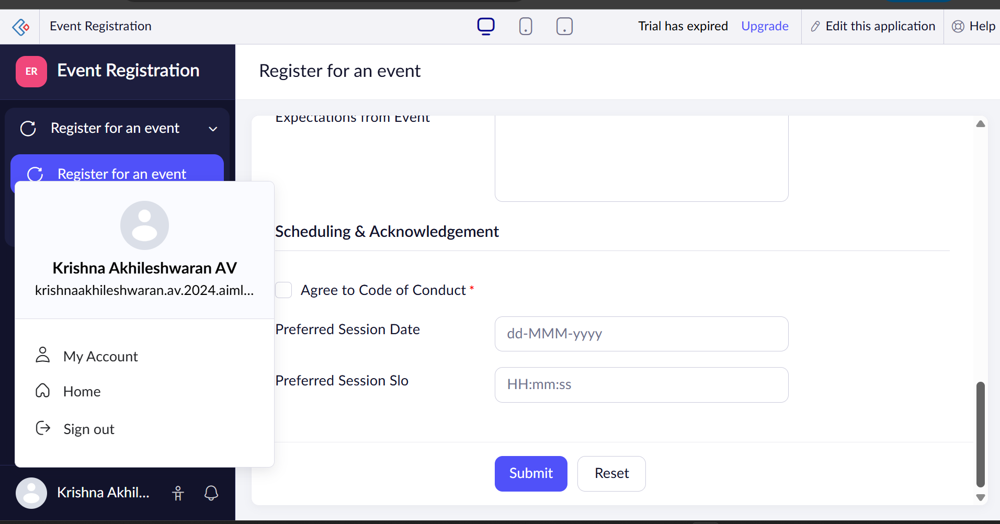 Event Registration
Trial has expired
Upgrade
Edit this application
Help
ER
Event Registration
Register for an event
Register for an event
Register for an event
Expectations from Event
Krishna Akhileshwaran AV
krishnaakhileshwaran.av.2024.aiml...
My Account
Home
Sign out
Scheduling & Acknowledgement
Agree to Code of Conduct *
Preferred Session Date
dd-MMM-yyyy
Preferred Session Slo
HH:mm:ss
Submit
Reset
Krishna Akhil...